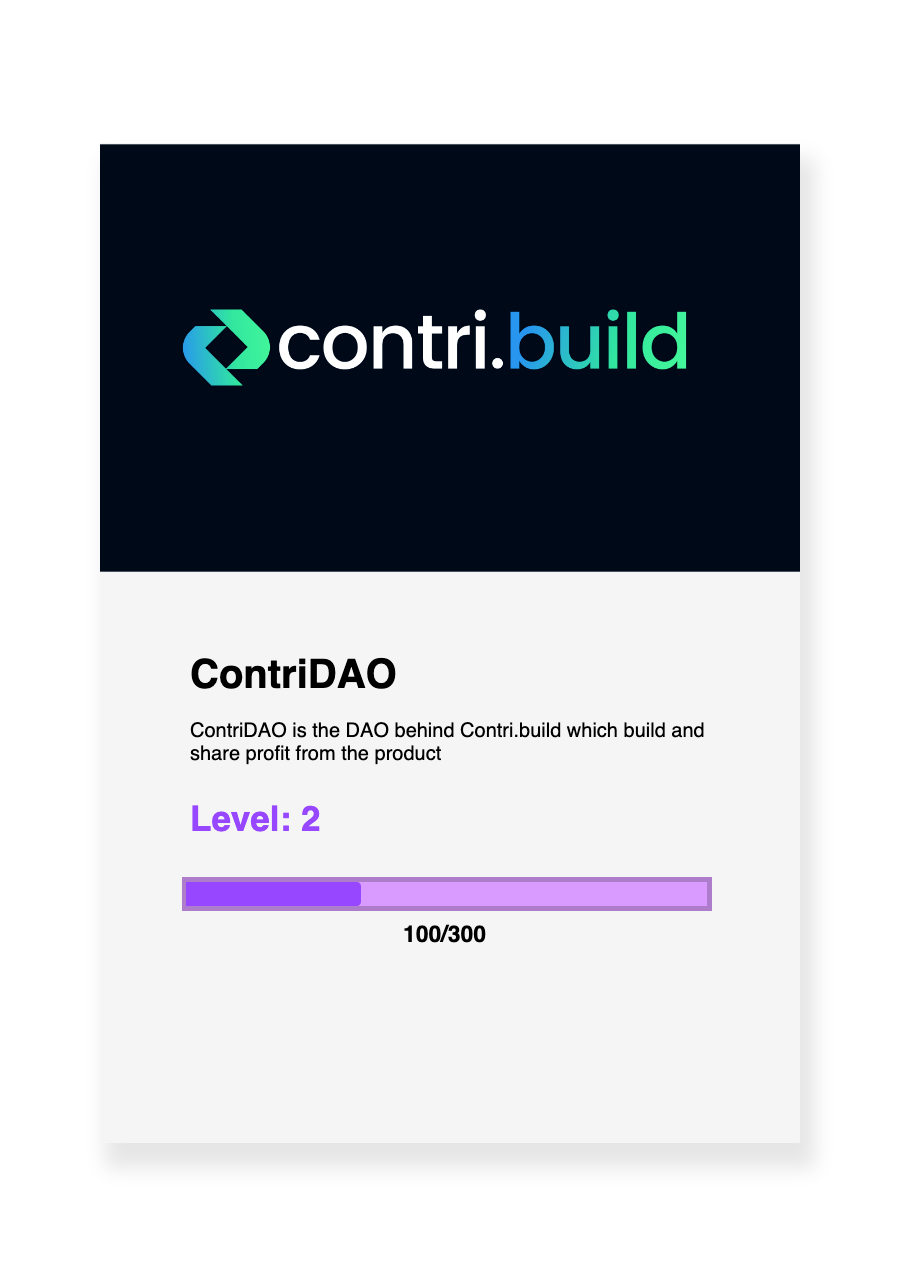 contri.build
ContriDAO
ContriDAO is the DAO behind Contri.build which build and
share profit from the product
Level: 2
100/300